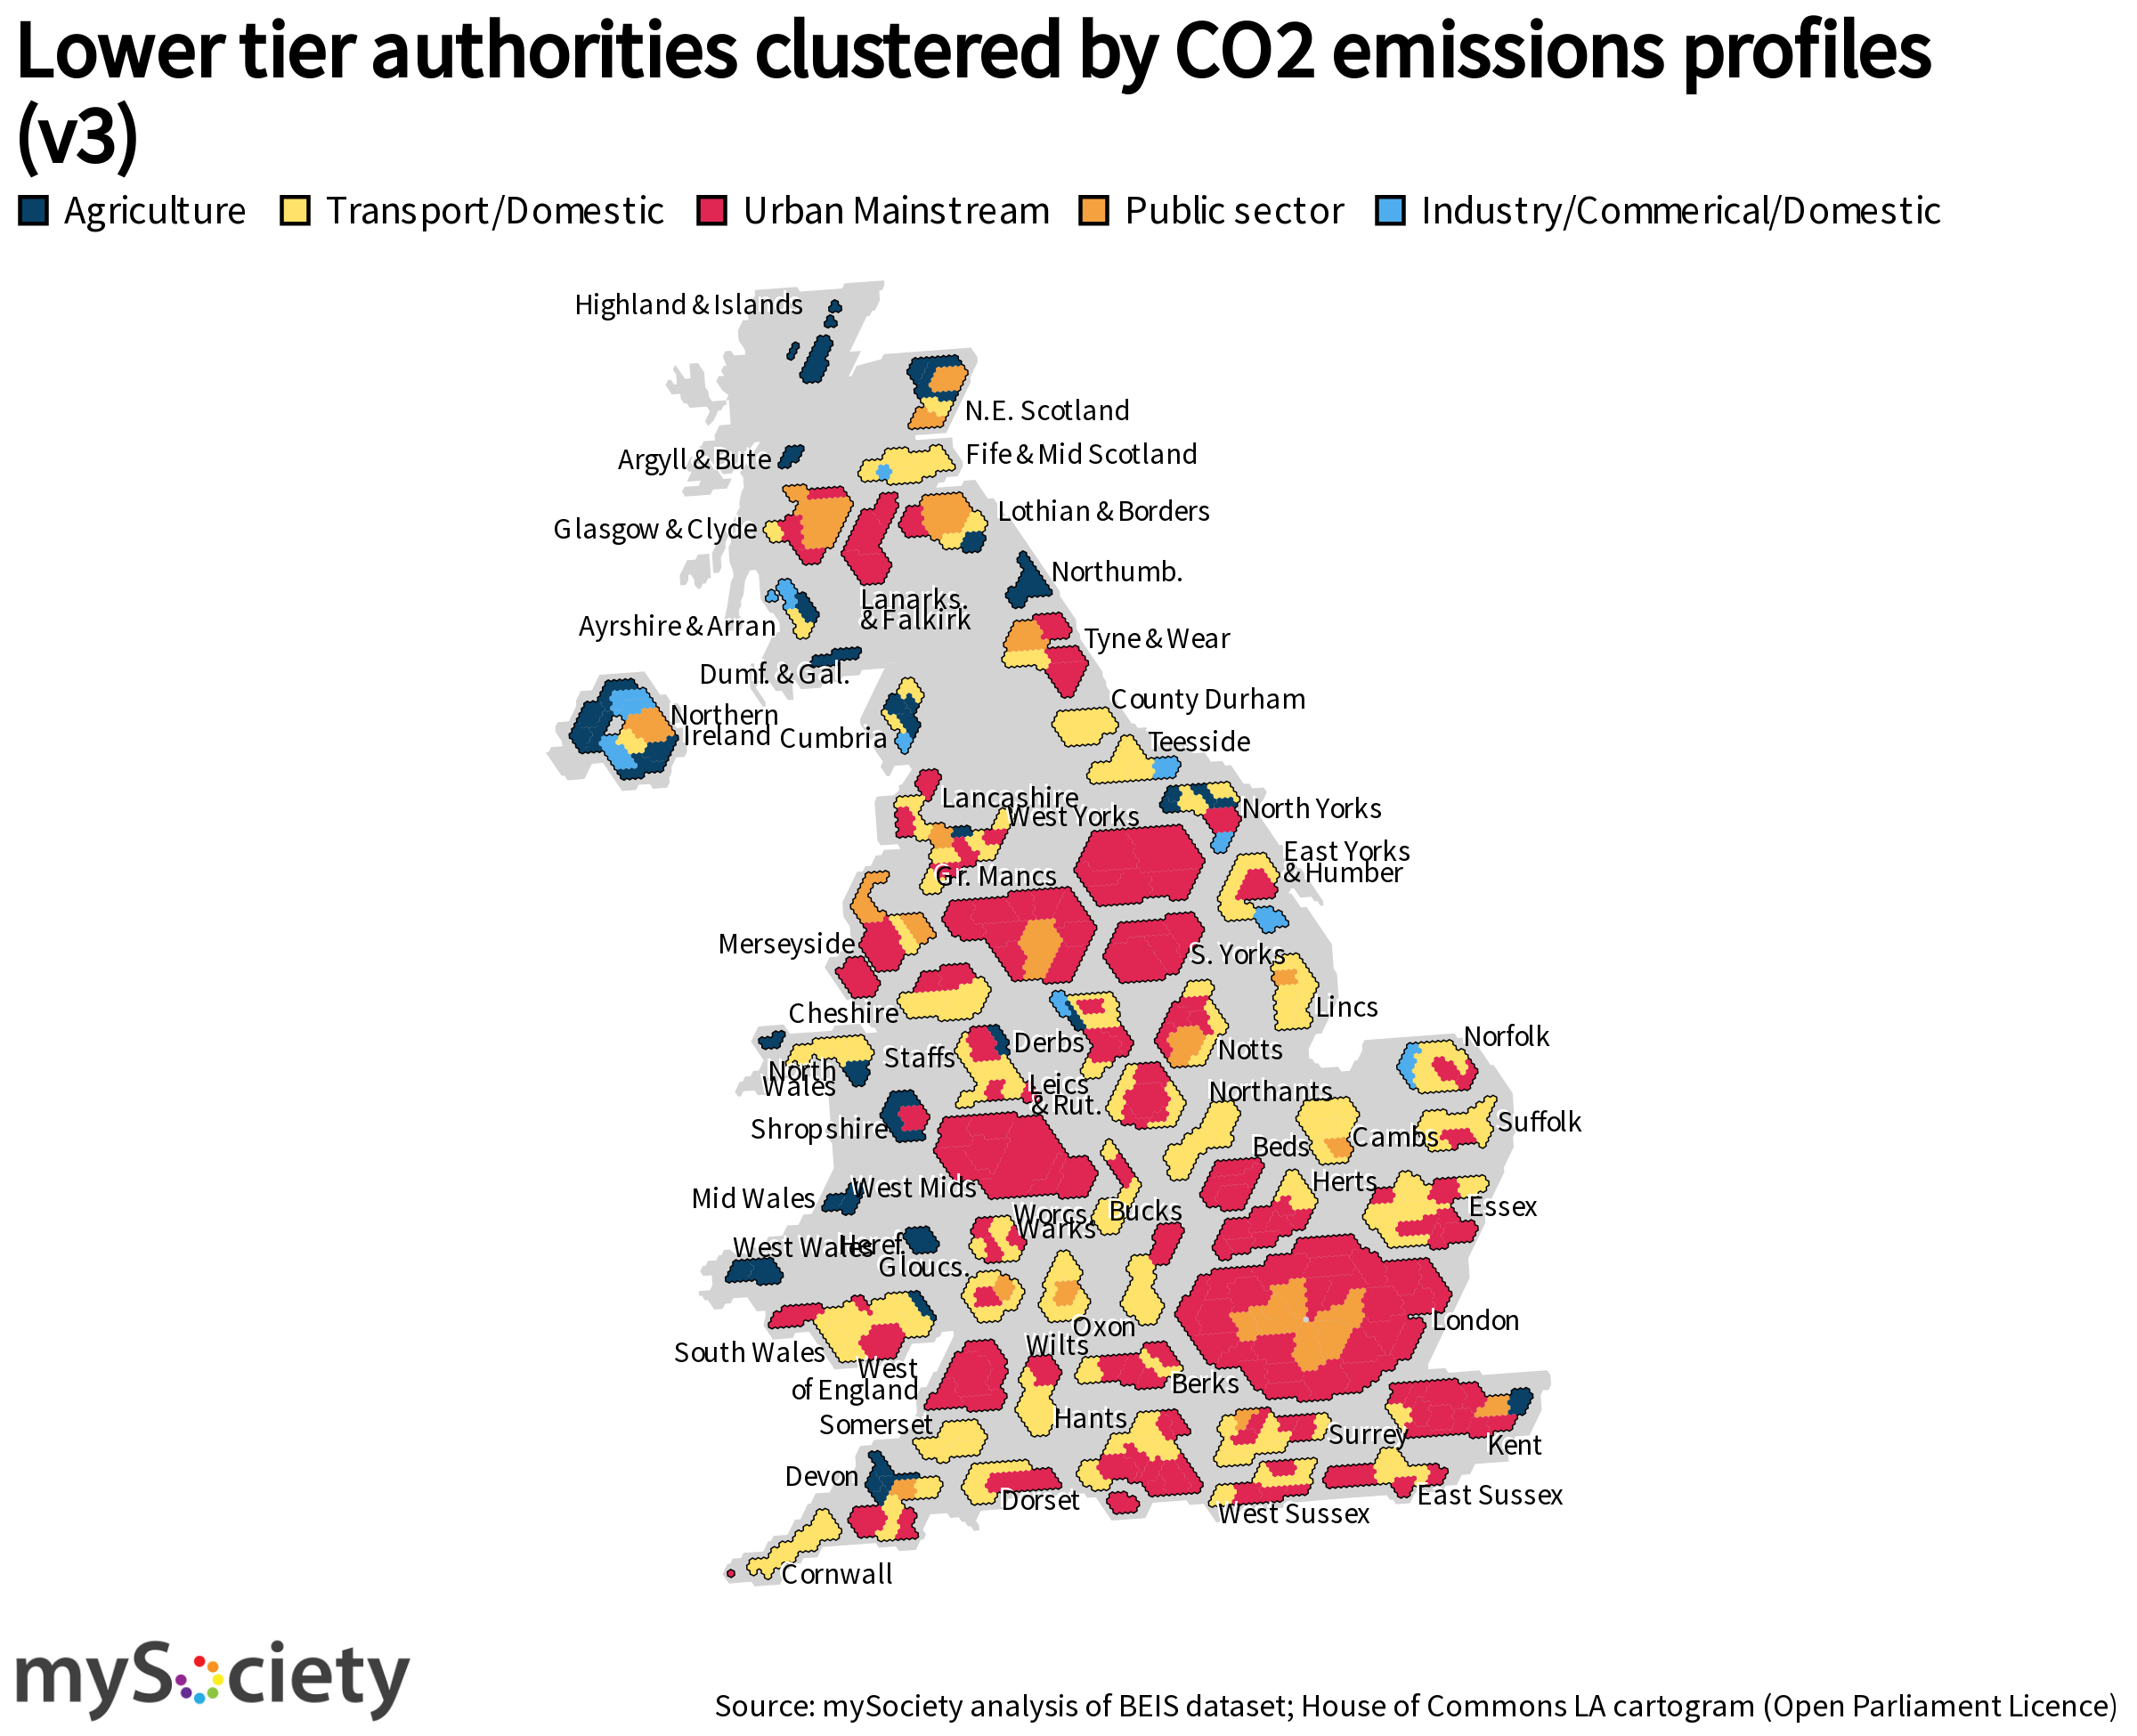 Lower tier authorities clustered by CO2 emissions profiles
(v3)
Agriculture Transport/Domestic Urban Mainstream Public sector Industry/Commerical/Domestic
Highland & Islands
N.E. Scotland
Argyll & Bute
Fife & Mid Scotland
Glasgow & Clyde
Lothian & Borders
Northumb.
Lanarks.
& Falkirk
Ayrshire & Arran
Tyne & Wear
Dumf. & Gal.
County Durham
Northern
Ireland
Cumbria
Teesside
Lancashire
West Yorks
North Yorks
East Yorks
& Humber
Gr. Mancs
Merseyside
S. Yorks
Cheshire
Lincs
Norfolk
Staffs
Derbs
Notts
North
Wales
Leics
& Rut.
Northants
Shropshire
Beds
Cambs
Suffolk
Mid Wales
West Mids
Herts
Essex
Worcs.
Warks
Bucks
West Wales
Heref.
Gloucs.
London
Oxon
South Wales
West
of England
Wilts
Berks
Somerset
Hants
Surrey
Kent
Devon
Dorset
West Sussex
East Sussex
Cornwall
mySociety
Source: mySociety analysis of BEIS dataset; House of Commons LA cartogram (Open Parliament Licence)